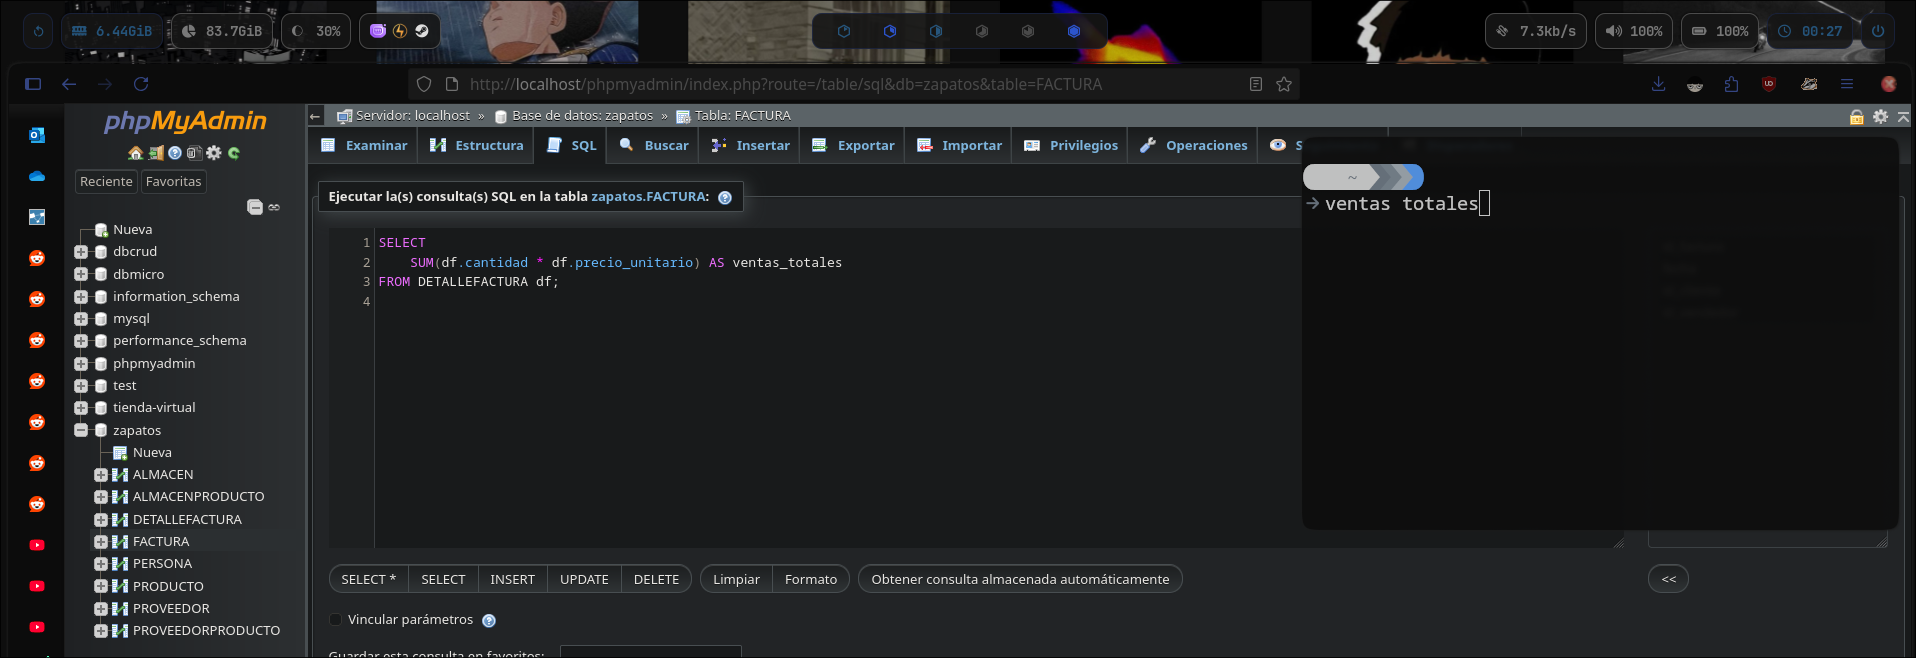 6.44GiB
83.7GiB
30%
7.3kb/s
100%
100%
00:27
http://localhost/phpmyadmin/index.php?route=/table/sql&db=zapatos&table=FACTURA
phpMyAdmin
Reciente
Favoritas
Nueva
dbcrud
dbmicro
information_schema
mysql
performance_schema
phpmyadmin
test
tienda-virtual
zapatos
Nueva
ALMACEN
ALMACENPRODUCTO
DETALLEFACTURA
FACTURA
PERSONA
PRODUCTO
PROVEEDOR
PROVEEDORPRODUCTO
Servidor: localhost » Base de datos: zapatos » Tabla: FACTURA
Examinar
Estructura
SQL
Buscar
Insertar
Exportar
Importar
Privilegios
Operaciones
Ejecutar la(s) consulta(s) SQL en la tabla zapatos.FACTURA:
1 SELECT
2 SUM(df.cantidad * df.precio_unitario) AS ventas_totales
3 FROM DETALLEFACTURA df;
4
~
→ ventas totales
SELECT *
SELECT
INSERT
UPDATE
DELETE
Limpiar
Formato
Obtener consulta almacenada automáticamente
<<
Vincular parámetros
Guardar esta consulta en favoritos: